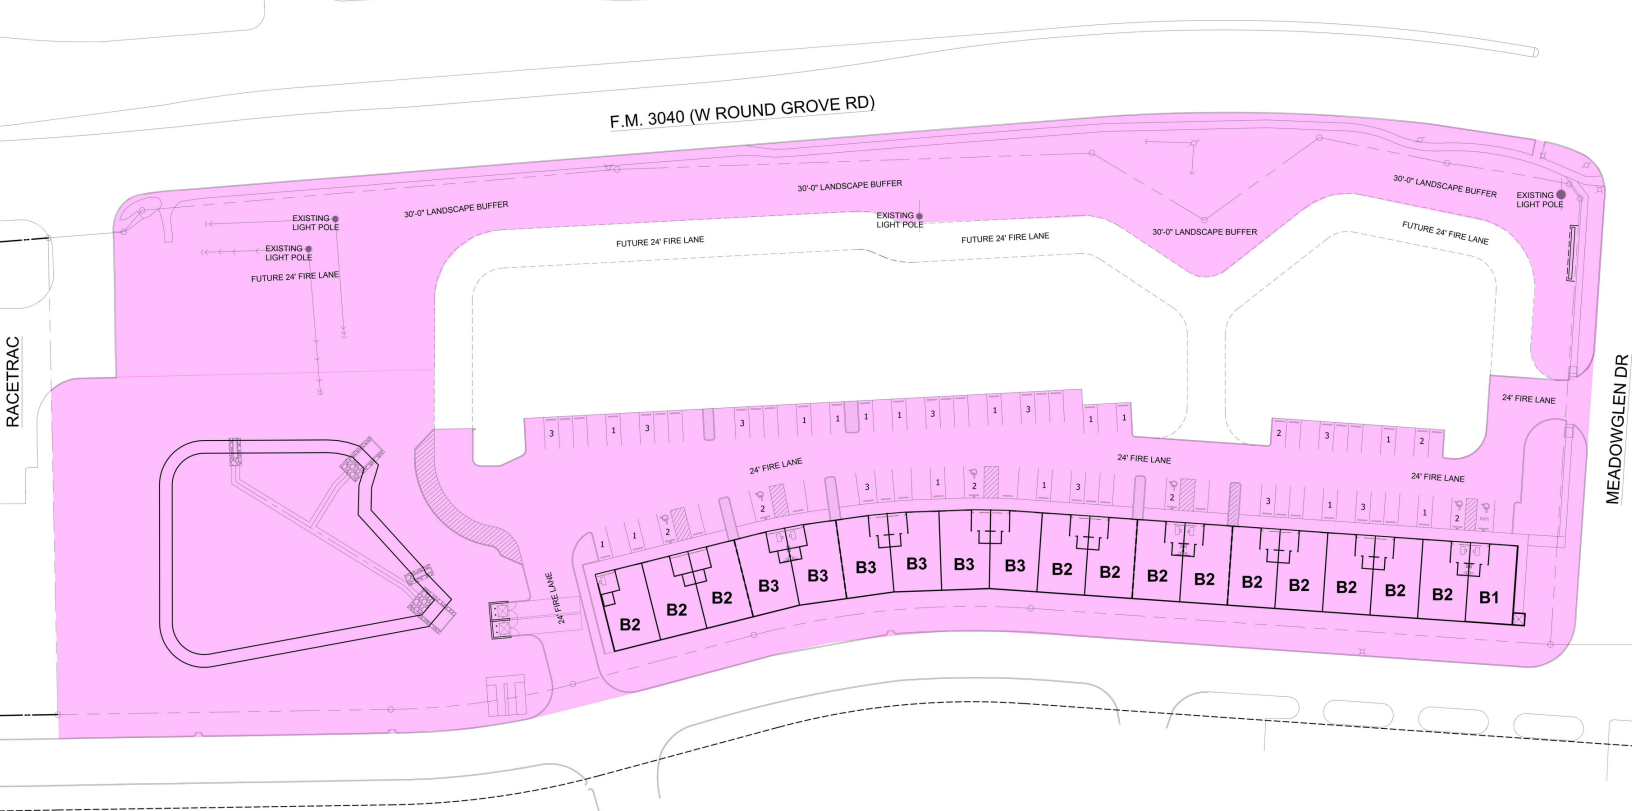 F.M. 3040 (W ROUND GROVE RD)
30'-0" LANDSCAPE BUFFER
30'-0" LANDSCAPE BUFFER
30'-0" LANDSCAPE BUFFER
30'-0" LANDSCAPE BUFFER
EXISTING
LIGHT POLE
EXISTING
LIGHT POLE
EXISTING
LIGHT POLE
EXISTING
LIGHT POLE
FUTURE 24' FIRE LANE
FUTURE 24' FIRE LANE
FUTURE 24' FIRE LANE
FUTURE 24' FIRE LANE
RACETRAC
MEADOWGLEN DR
24' FIRE LANE
3 1 3 3 1 1 1 1 3 1 3 1 1 2 3 1 2
24' FIRE LANE
24' FIRE LANE
24' FIRE LANE
1 1 2 2 3 1 2 1 3 2 3 1 3 1 2
24' FIRE LANE
B2 B2 B2 B3 B3 B3 B3 B3 B3 B2 B2 B2 B2 B2 B2 B2 B2 B2 B1